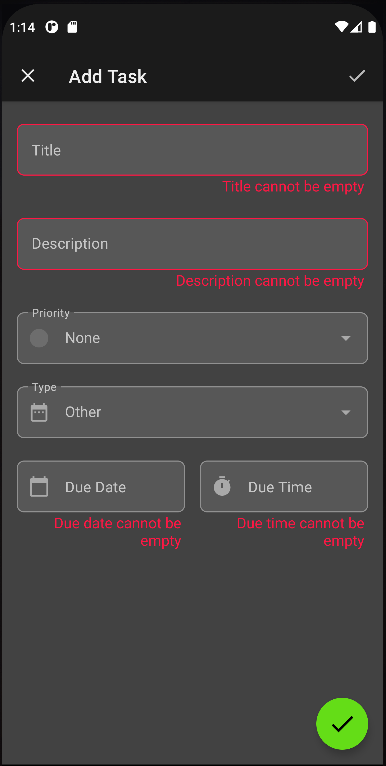 1:14
Add Task
Title
Title cannot be empty
Description
Description cannot be empty
Priority
None
Type
Other
Due Date
Due Time
Due date cannot be
empty
Due time cannot be
empty